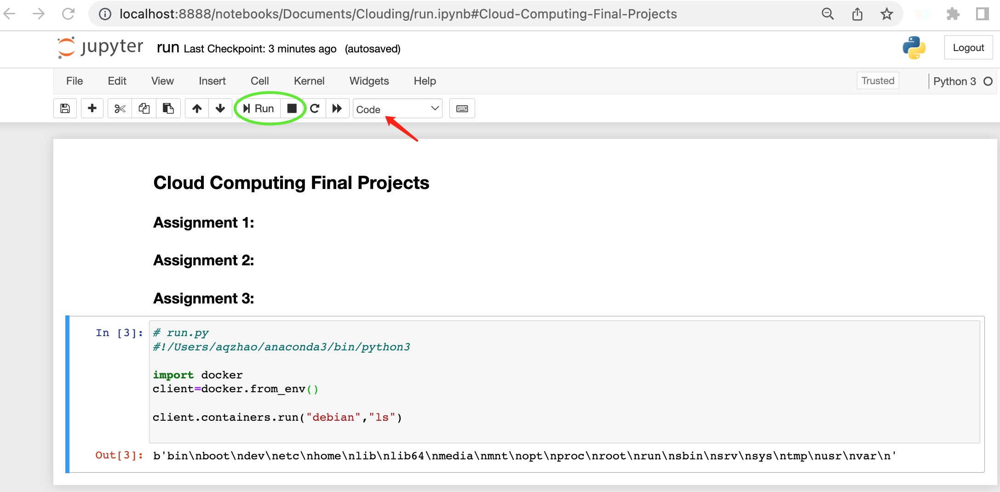 localhost:8888/notebooks/Documents/Clouding/run.ipynb#Cloud-Computing-Final-Projects
jupyter run Last Checkpoint: 3 minutes ago (autosaved) Logout
File Edit View Insert Cell Kernel Widgets Help Trusted Python 3
Run Code
Cloud Computing Final Projects
Assignment 1:
Assignment 2:
Assignment 3:
In [3]: # run.py
#!/Users/aqzhao/anaconda3/bin/python3
import docker
client=docker.from_env()
client.containers.run("debian","ls")
Out[3]: b'bin\nboot\ndev\netc\nhome\nlib\nlib64\nmedia\nmnt\nopt\nproc\nroot\nrun\nsbin\nsrv\nsys\ntmp\nusr\nvar\n'